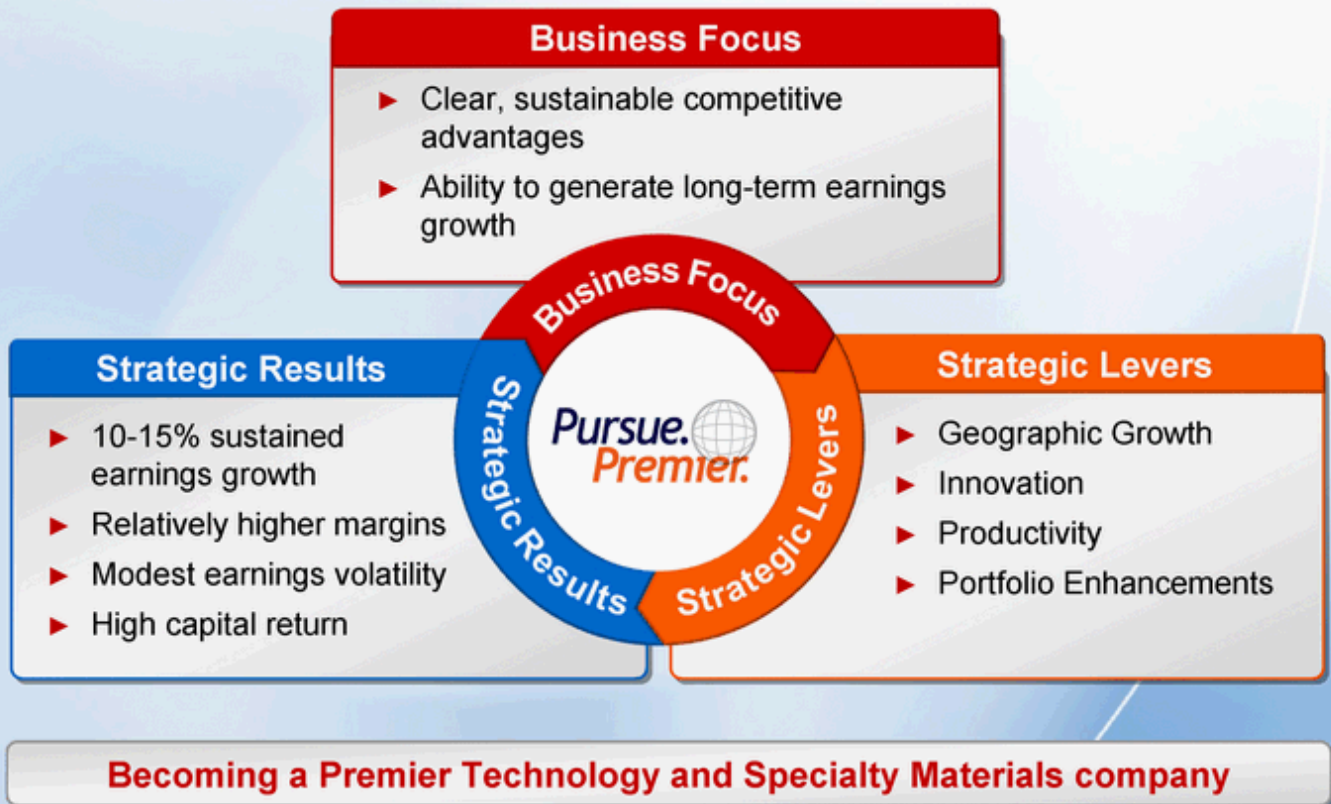 Business Focus
► Clear, sustainable competitive
advantages
► Ability to generate long-term earnings
growth
Business Focus
Strategic Levers
Strategic Results
Pursue.
Premier.
Strategic Results
► 10-15% sustained
earnings growth
► Relatively higher margins
► Modest earnings volatility
► High capital return
Strategic Levers
► Geographic Growth
► Innovation
► Productivity
► Portfolio Enhancements
Becoming a Premier Technology and Specialty Materials company